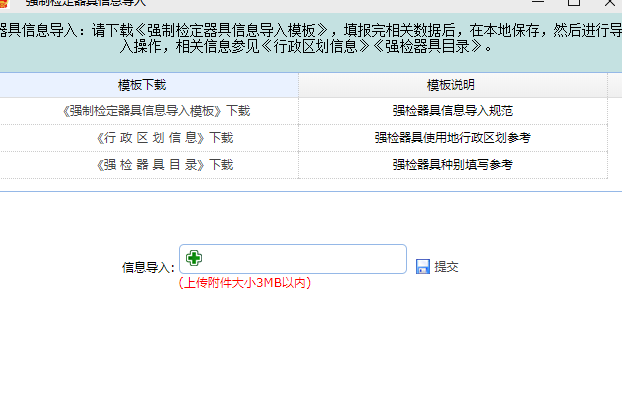 强制检定器具信息导入
器具信息导入：请下载《强制检定器具信息导入模板》，填报完相关数据后，在本地保存，然后进行导
入操作，相关信息参见《行政区划信息》《强检器具目录》。
模板下载 模板说明
《强制检定器具信息导入模板》下载 强检器具信息导入规范
《行 政 区 划 信 息》下载 强检器具使用地行政区划参考
《强 检 器 具 目 录》下载 强检器具种别填写参考
信息导入: 提交
(上传附件大小3MB以内)